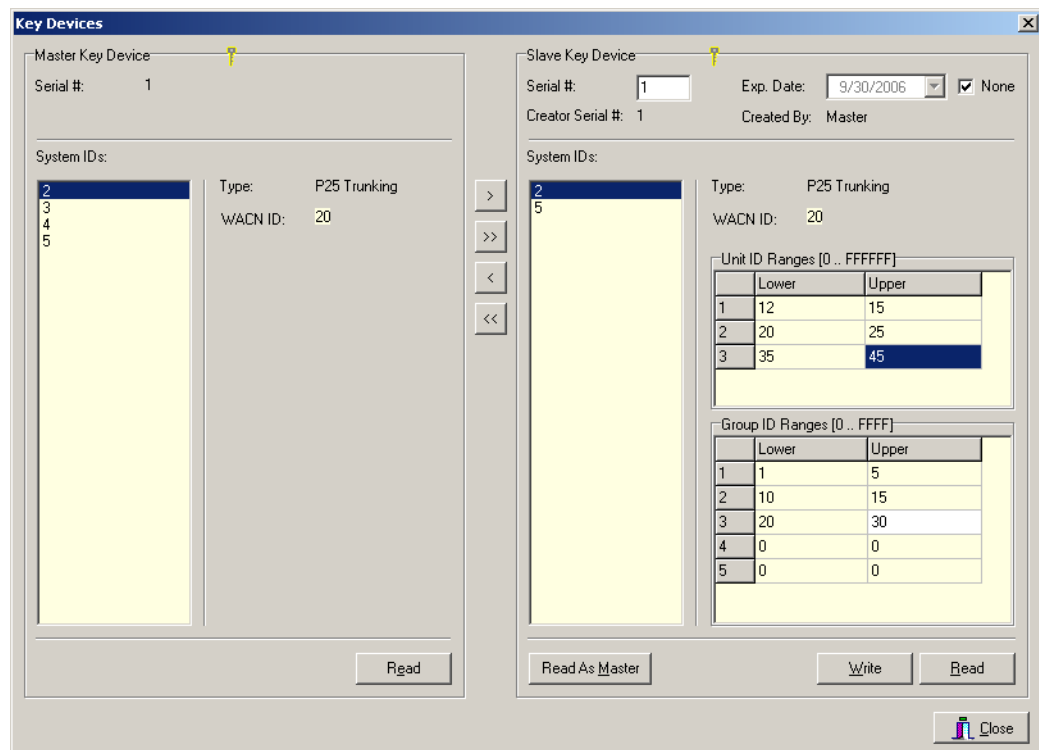 Key Devices
Master Key Device
Serial #: 1
System IDs:
2
3
4
5
Type: P25 Trunking
WACN ID: 20
Read
>
>>
<
<<
Slave Key Device
Serial #: 1 Exp. Date: 9/30/2006 None
Creator Serial #: 1 Created By: Master
System IDs:
2
5
Type: P25 Trunking
WACN ID: 20
Unit ID Ranges [0 .. FFFFFF]
Lower Upper
1 12 15
2 20 25
3 35 45
Group ID Ranges [0 .. FFFF]
Lower Upper
1 1 5
2 10 15
3 20 30
4 0 0
5 0 0
Read As Master Write Read
Close